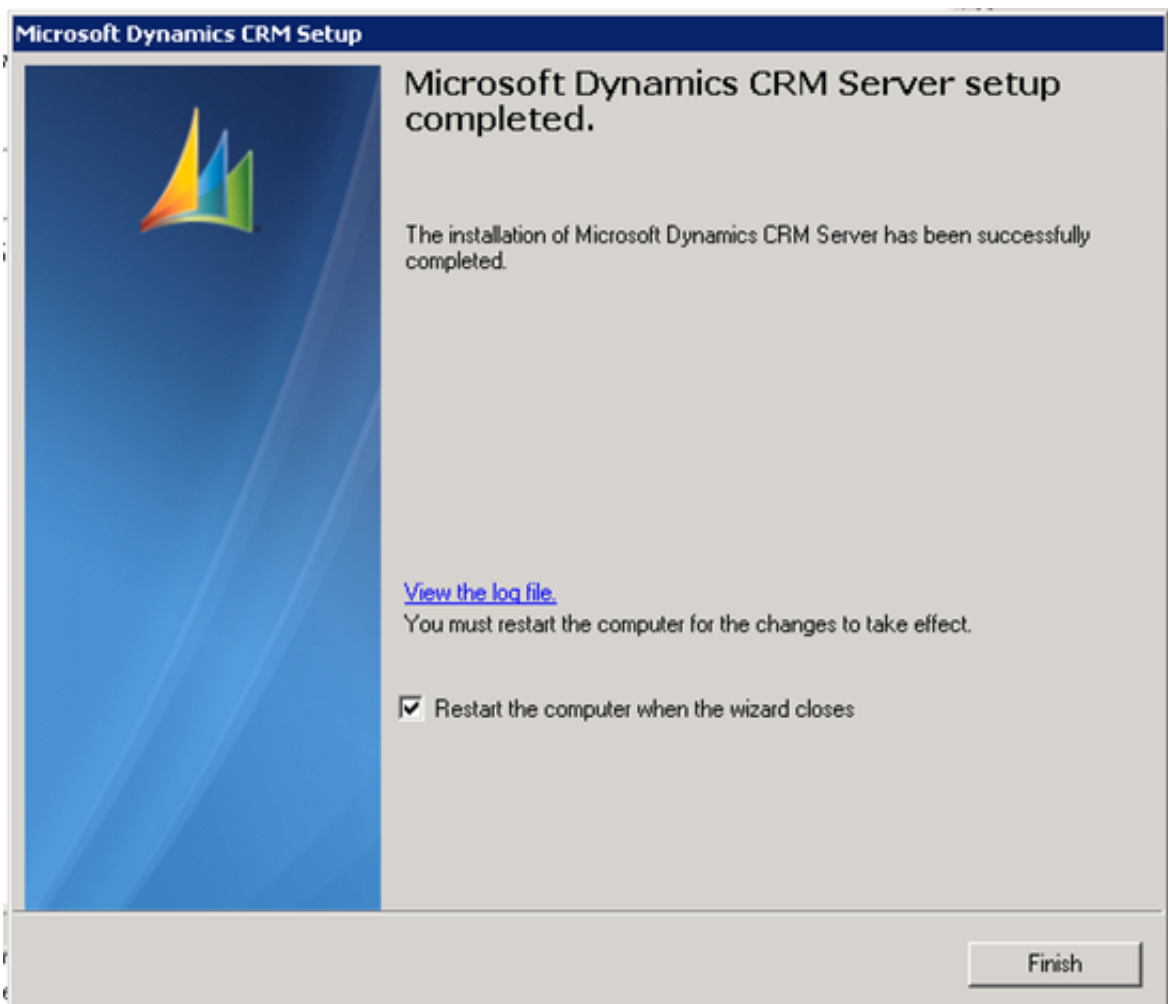 Microsoft Dynamics CRM Setup
Microsoft Dynamics CRM Server setup
completed.
The installation of Microsoft Dynamics CRM Server has been successfully
completed.
View the log file.
You must restart the computer for the changes to take effect.
Restart the computer when the wizard closes
Finish